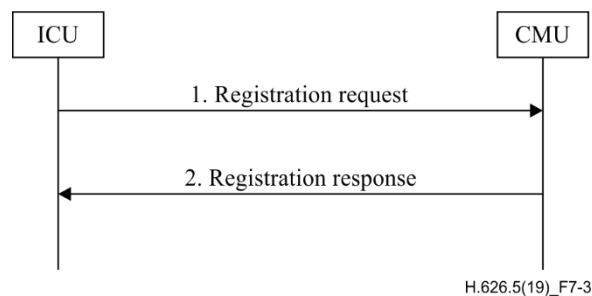 ICU
CMU
1. Registration request
2. Registration response
H.626.5(19)_F7-3